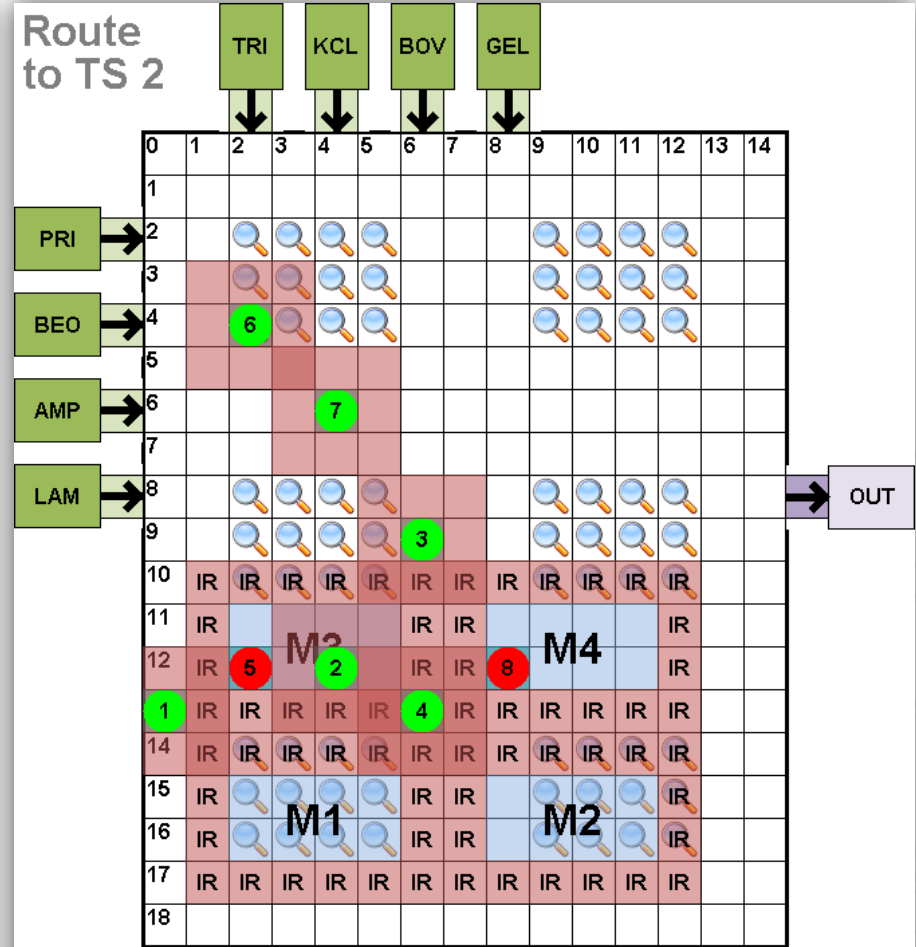 Route
to TS 2
TRI KCL BOV GEL
0 1 2 3 4 5 6 7 8 9 10 11 12 13 14
1
PRI 2
3
BEO 4 6
5
AMP 6 7
7
LAM 8 OUT
9 3
10 IR IR IR IR IR IR IR IR IR IR IR IR
11 IR IR IR IR
M3 M4
12 IR 5 2 IR IR 8 IR
1 IR IR IR IR IR 4 IR IR IR IR IR IR
14 IR IR IR IR IR IR IR IR IR IR IR IR
15 IR IR IR IR
M1 M2
16 IR IR IR IR
17 IR IR IR IR IR IR IR IR IR IR IR IR
18